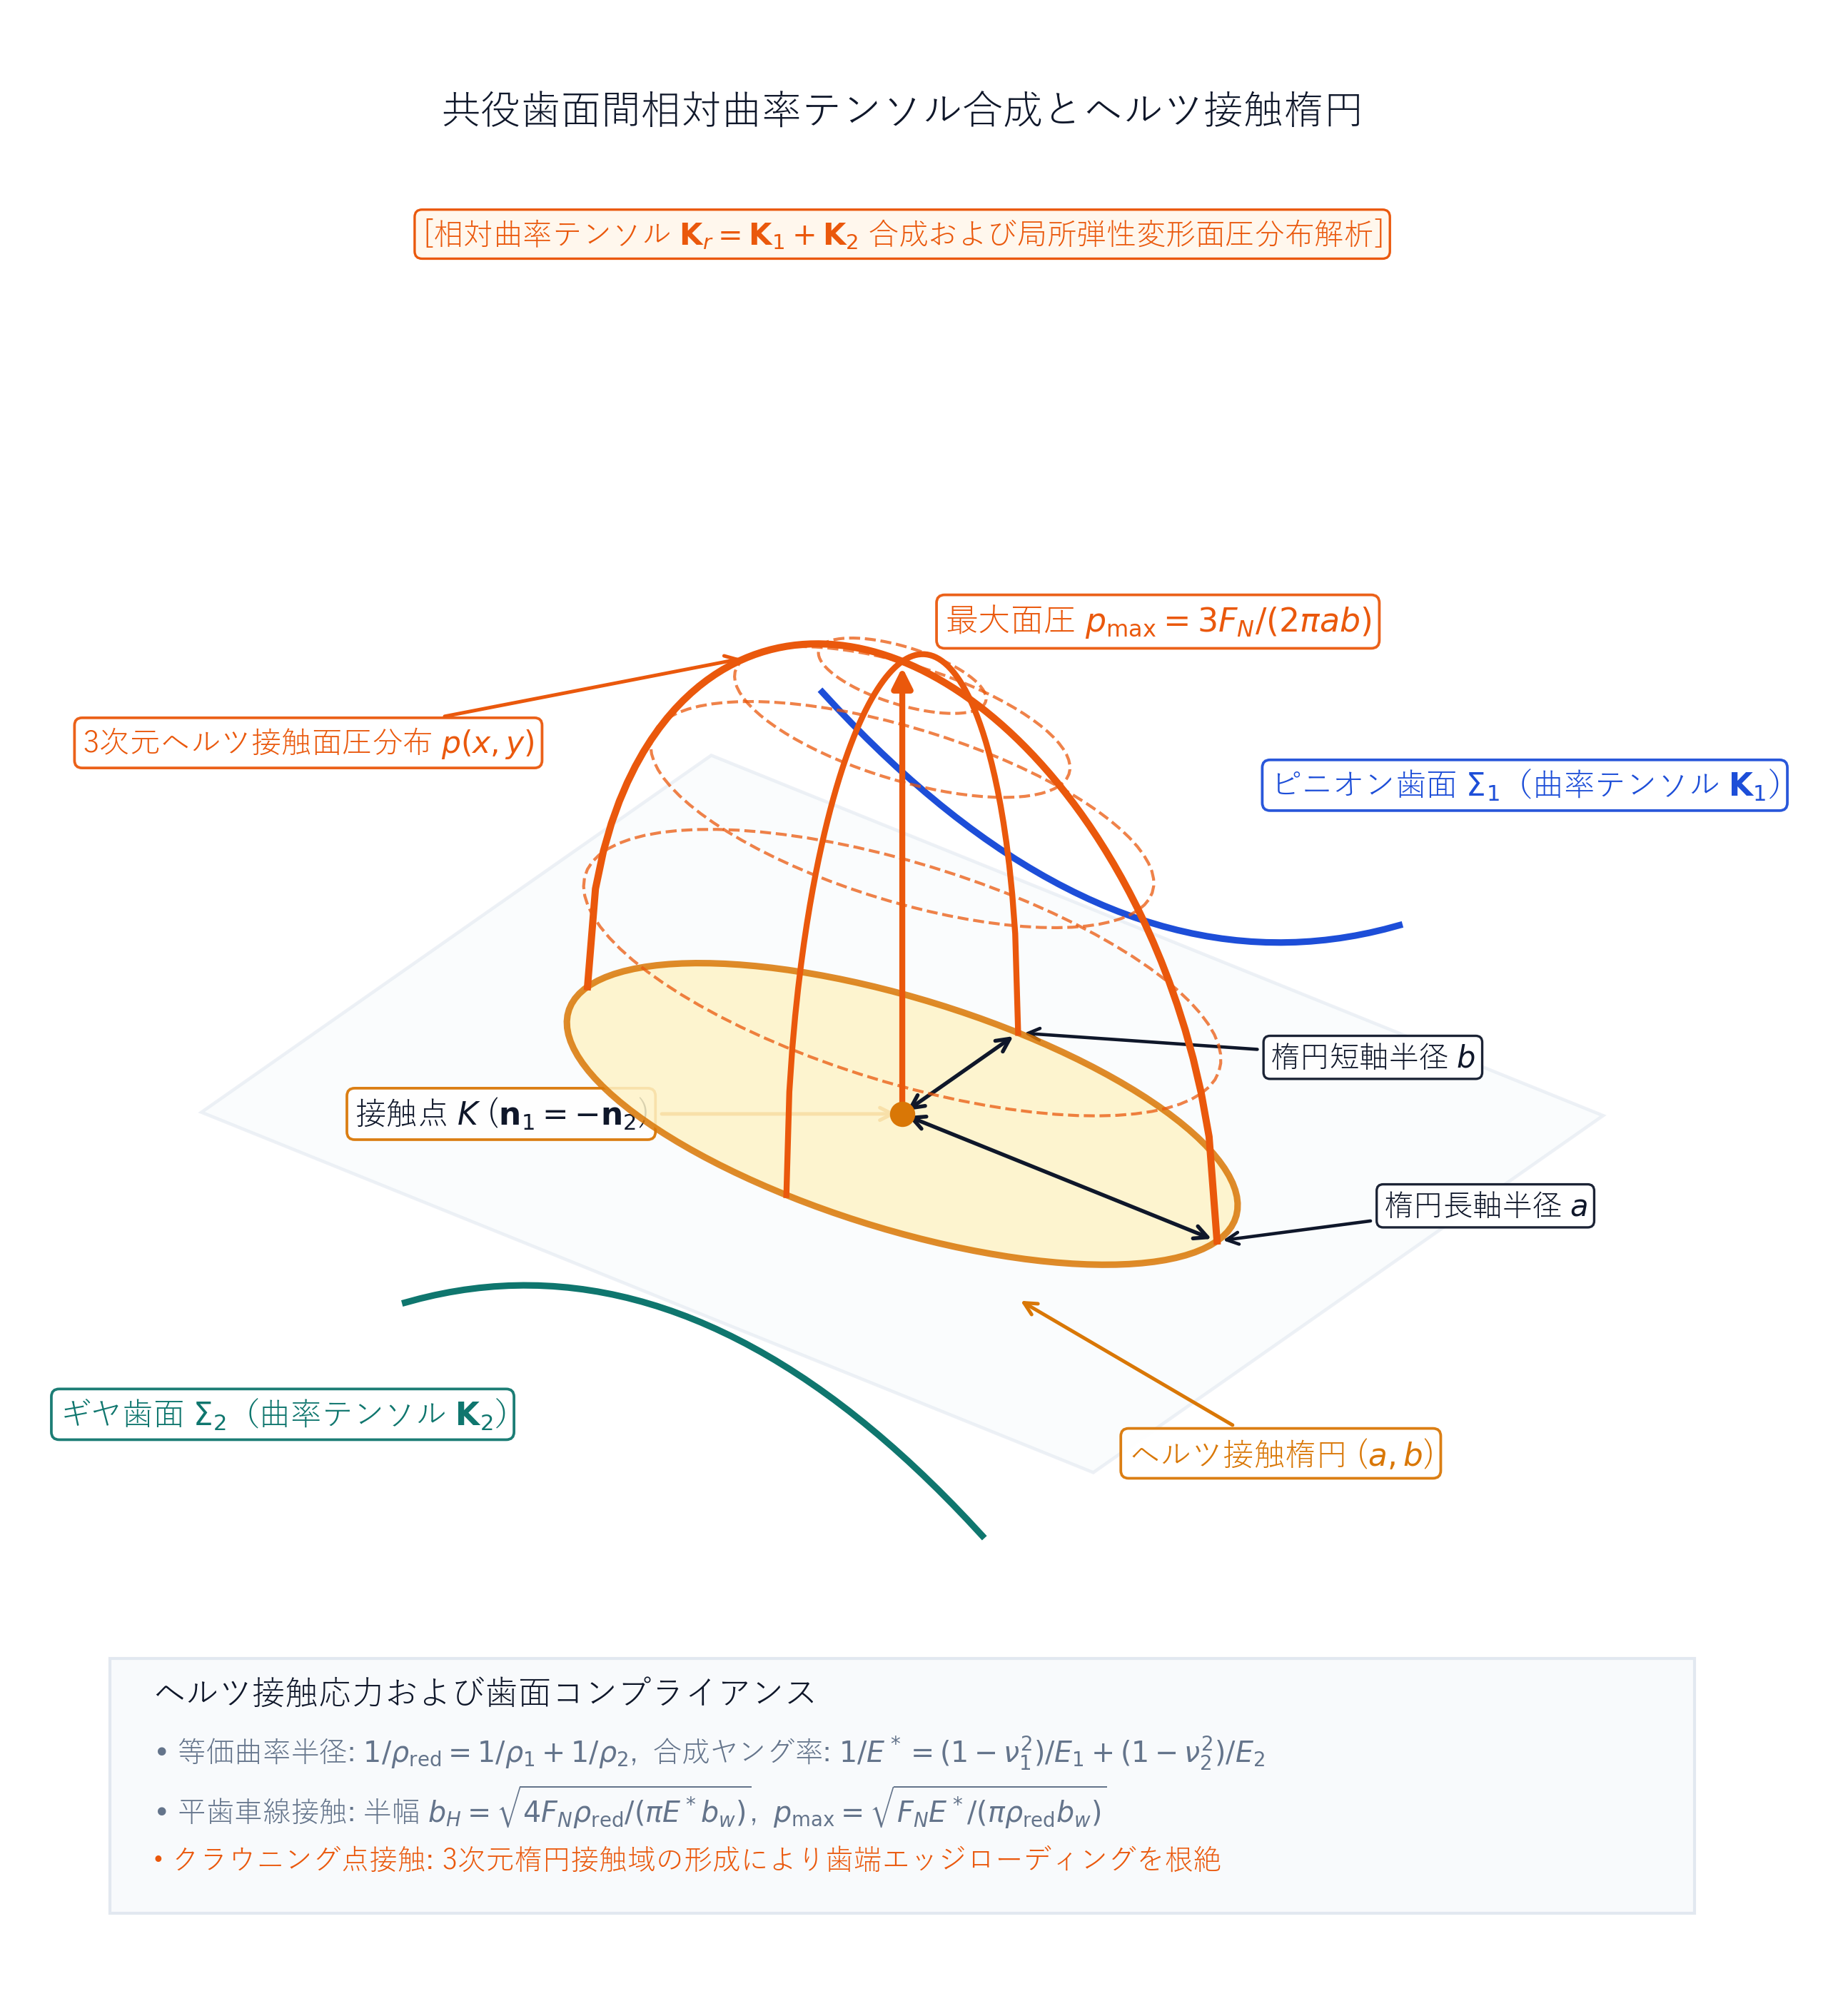 共役歯面間相対曲率テンソル合成とヘルツ接触楕円
[相対曲率テンソル K_r = K_1 + K_2 合成および局所弾性変形面圧分布解析]
最大面圧 p_max = 3F_N/(2πab)
3次元ヘルツ接触面圧分布 p(x, y)
ピニオン歯面 Σ_1（曲率テンソル K_1）
楕円短軸半径 b
接触点 K (n_1 = −n_2)
楕円長軸半径 a
ギヤ歯面 Σ_2（曲率テンソル K_2）
ヘルツ接触楕円 (a, b)
ヘルツ接触応力および歯面コンプライアンス
• 等価曲率半径: 1/ρ_red = 1/ρ_1 + 1/ρ_2, 合成ヤング率: 1/E* = (1 − ν_1^2)/E_1 + (1 − ν_2^2)/E_2
• 平歯車線接触: 半幅 b_H = √(4F_Nρ_red/(πE*b_w)), p_max = √(F_NE*/(πρ_redb_w))
• クラウニング点接触: 3次元楕円接触域の形成により歯端エッジローディングを根絶